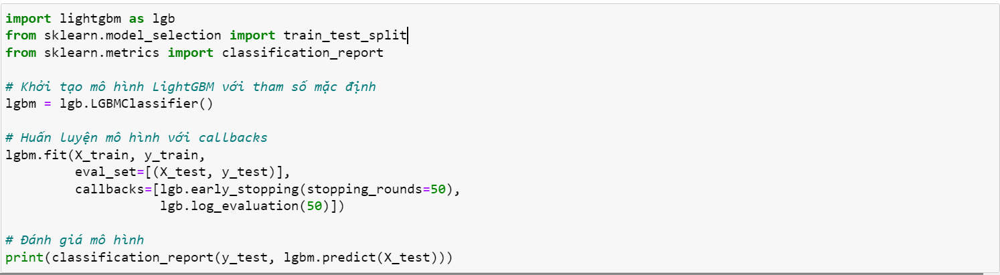 import lightgbm as lgb
from sklearn.model_selection import train_test_split
from sklearn.metrics import classification_report
# Khởi tạo mô hình LightGBM với tham số mặc định
lgbm = lgb.LGBMClassifier()
# Huấn luyện mô hình với callbacks
lgbm.fit(X_train, y_train,
eval_set=[(X_test, y_test)],
callbacks=[lgb.early_stopping(stopping_rounds=50),
lgb.log_evaluation(50)])
# Đánh giá mô hình
print(classification_report(y_test, lgbm.predict(X_test)))